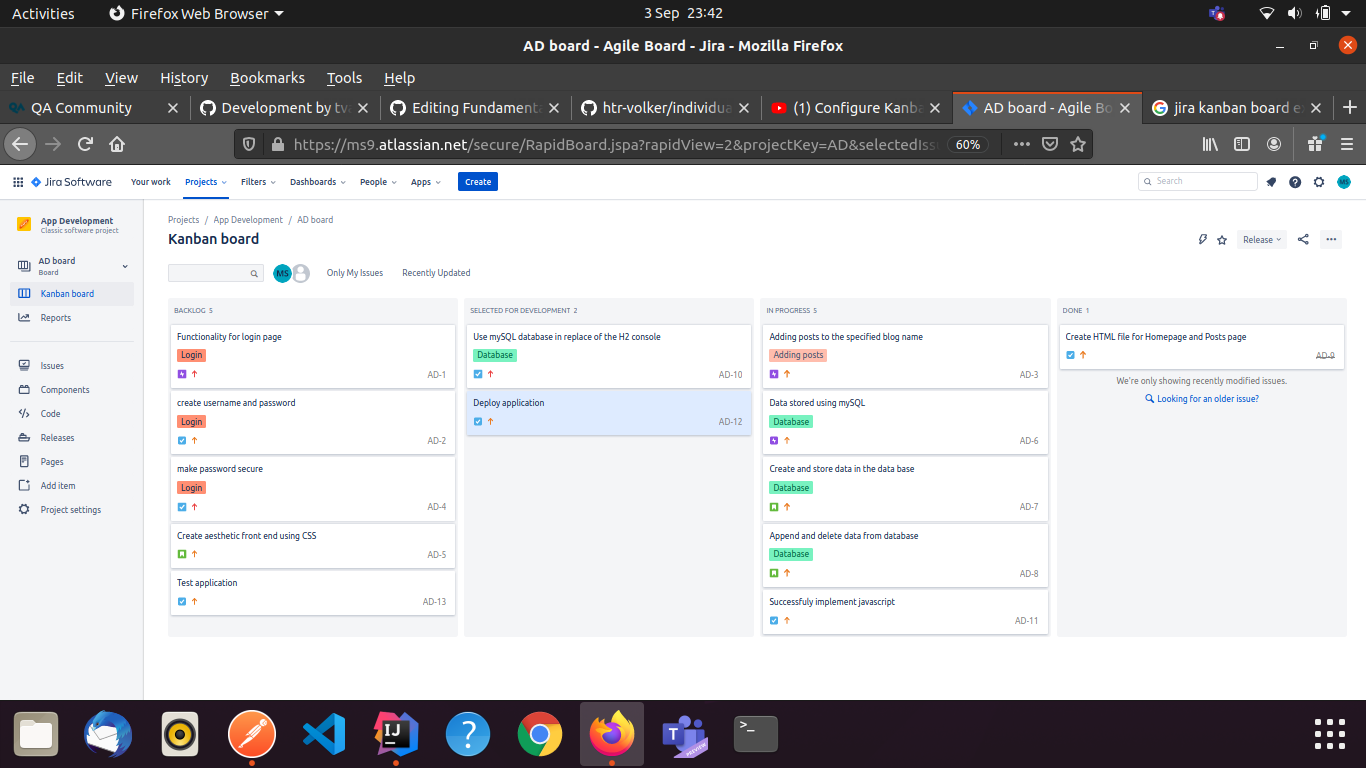 Activities
Firefox Web Browser
3 Sep 23:42
AD board - Agile Board - Jira - Mozilla Firefox
File Edit View History Bookmarks Tools Help
QA Community
Development by tv
Editing Fundament
htr-volker/individua
(1) Configure Kanb
AD board - Agile Bo
jira kanban board e
https://ms9.atlassian.net/secure/RapidBoard.jspa?rapidView=2&projectKey=AD&selectedIss
60%
Jira Software
Your work
Projects
Filters
Dashboards
People
Apps
Create
Search
MS
App Development
Classic software project
AD board
Board
Kanban board
Reports
Issues
Components
Code
Releases
Pages
Add item
Project settings
Projects / App Development / AD board
Kanban board
Release
MS
Only My Issues
Recently Updated
BACKLOG 5
Functionality for login page
Login
AD-1
create username and password
Login
AD-2
make password secure
Login
AD-4
Create aesthetic front end using CSS
AD-5
Test application
AD-13
SELECTED FOR DEVELOPMENT 2
Use mySQL database in replace of the H2 console
Database
AD-10
Deploy application
AD-12
IN PROGRESS 5
Adding posts to the specified blog name
Adding posts
AD-3
Data stored using mySQL
Database
AD-6
Create and store data in the data base
Database
AD-7
Append and delete data from database
Database
AD-8
Successfuly implement javascript
AD-11
DONE 1
Create HTML file for Homepage and Posts page
AD-9
We're only showing recently modified issues.
Looking for an older issue?
IJ
T
PREVIEW
>_